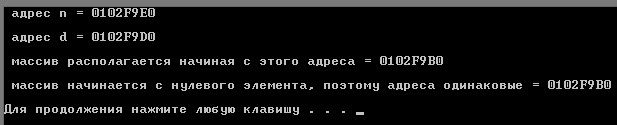 адрес n = 0102F9E0
адрес d = 0102F9D0
массив располагается начиная с этого адреса = 0102F9B0
массив начинается с нулевого элемента, поэтому адреса одинаковые = 0102F9B0
Для продолжения нажмите любую клавишу . . . _